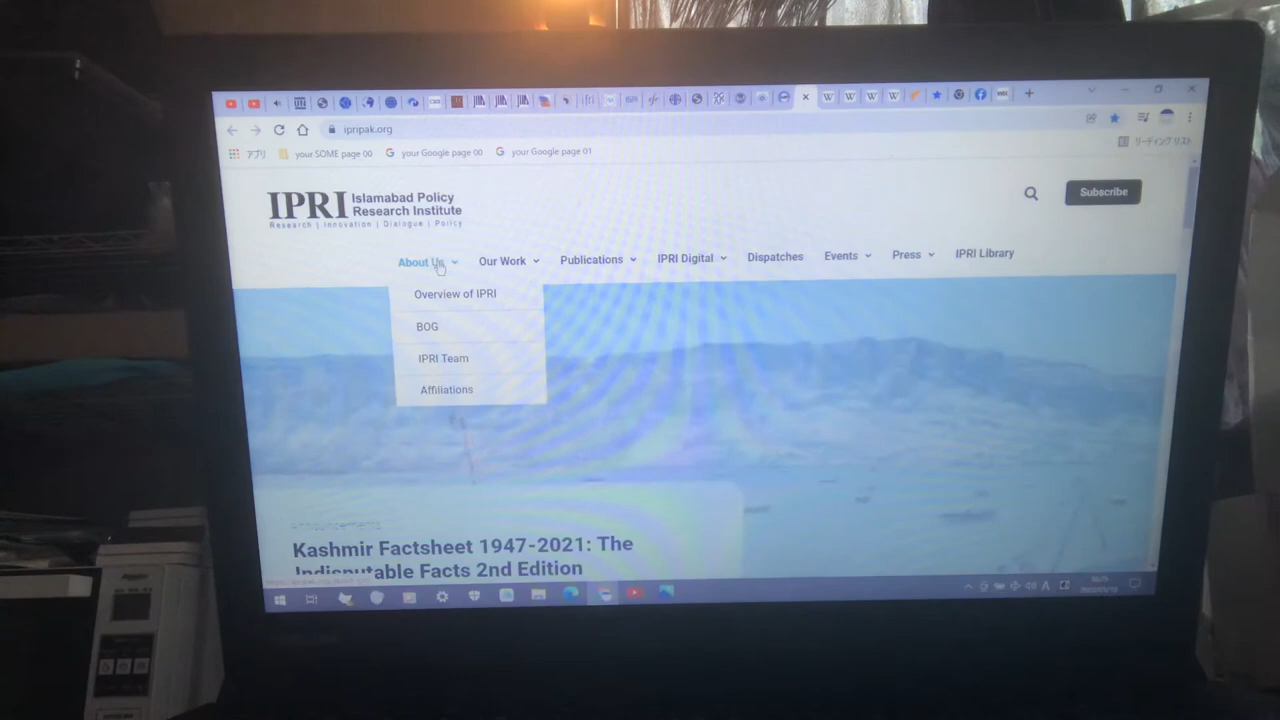 ipripak.org
アプリ your SOME page 00 your Google page 00 your Google page 01 リーディングリスト
IPRI Islamabad Policy Research Institute
Research | Innovation | Dialogue | Policy
Subscribe
About Us Our Work Publications IPRI Digital Dispatches Events Press IPRI Library
Overview of IPRI
BOG
IPRI Team
Affiliations
Announcements
Kashmir Factsheet 1947-2021: The
Indisputable Facts 2nd Edition